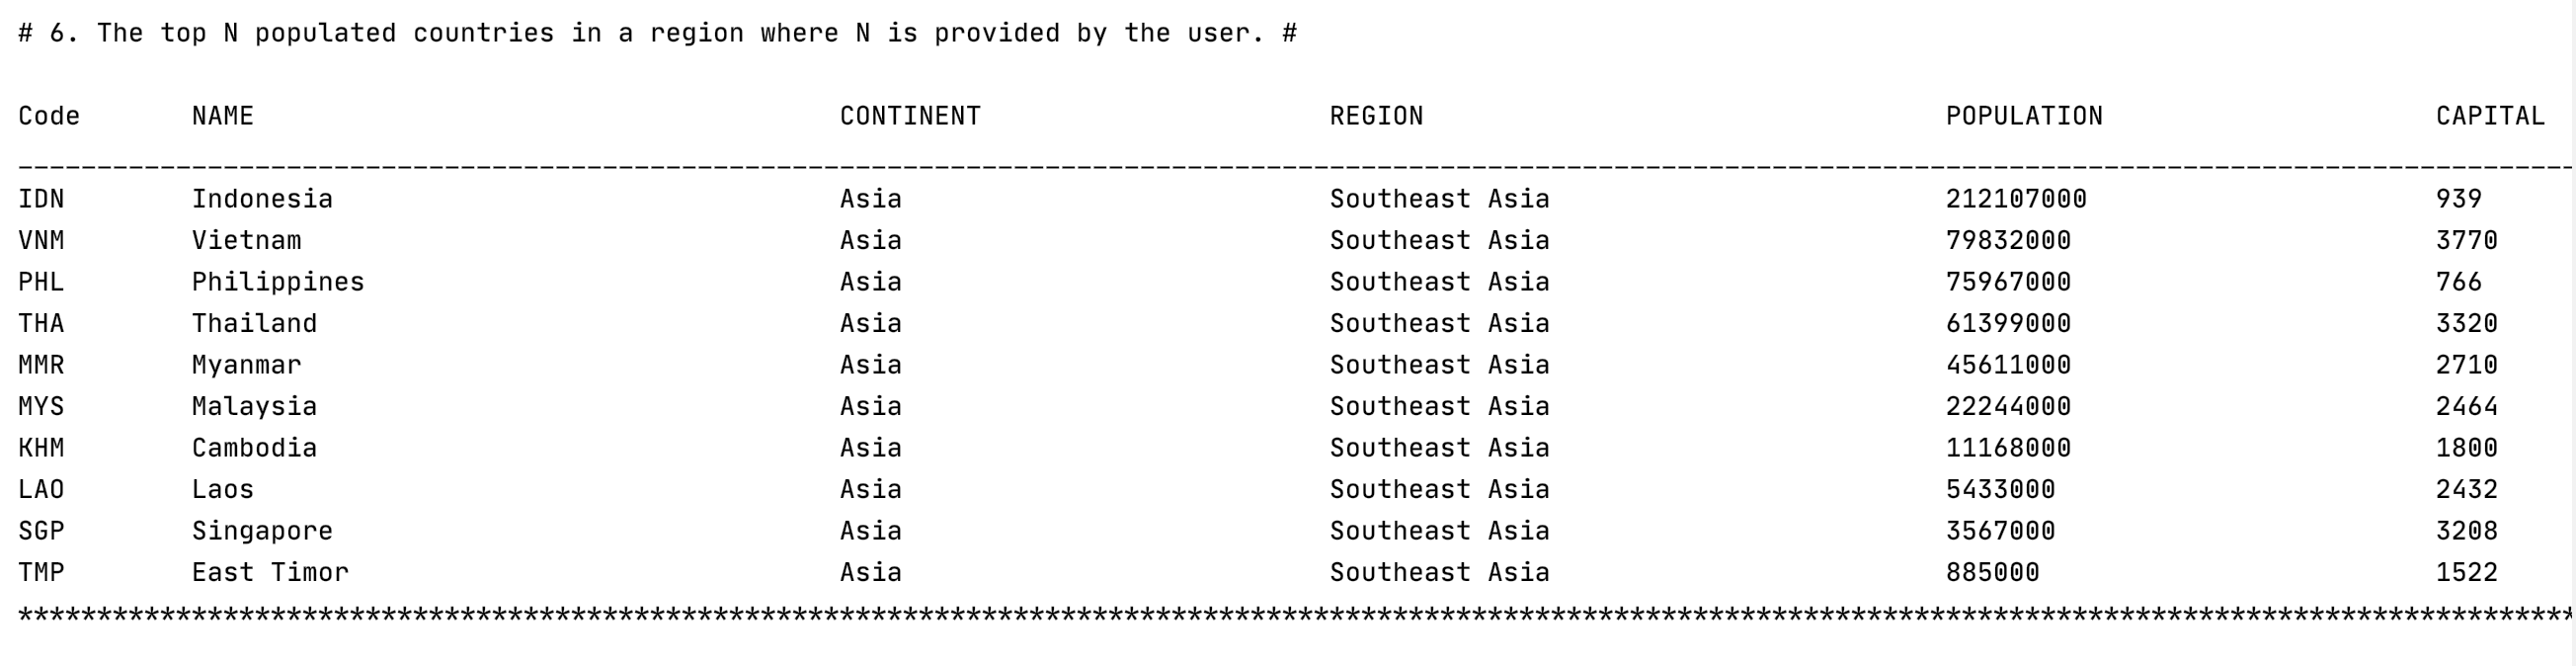 # 6. The top N populated countries in a region where N is provided by the user. #
Code NAME CONTINENT REGION POPULATION CAPITAL
------------------------------------------------------------------------------------------------------------------------------------------------------------------
IDN Indonesia Asia Southeast Asia 212107000 939
VNM Vietnam Asia Southeast Asia 79832000 3770
PHL Philippines Asia Southeast Asia 75967000 766
THA Thailand Asia Southeast Asia 61399000 3320
MMR Myanmar Asia Southeast Asia 45611000 2710
MYS Malaysia Asia Southeast Asia 22244000 2464
KHM Cambodia Asia Southeast Asia 11168000 1800
LAO Laos Asia Southeast Asia 5433000 2432
SGP Singapore Asia Southeast Asia 3567000 3208
TMP East Timor Asia Southeast Asia 885000 1522
******************************************************************************************************************************************************************